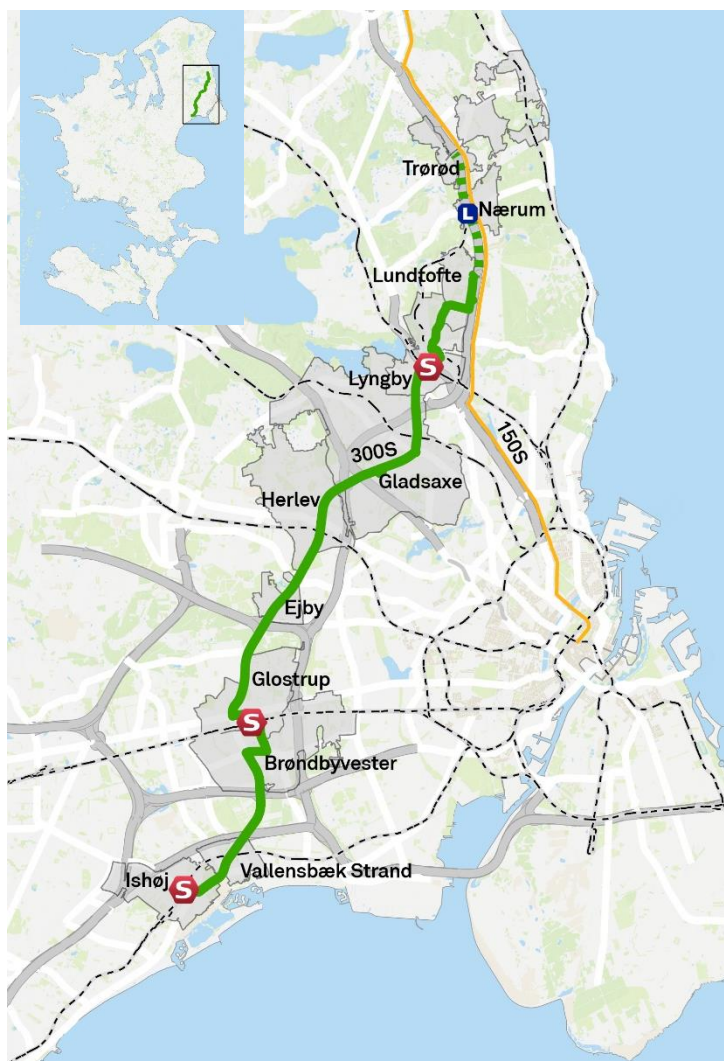 Trørød
L
Nærum
Lundtofte
S
Lyngby
150S
300S
Gladsaxe
Herlev
Ejby
Glostrup
S
Brøndbyvester
Ishøj
S
Vallensbæk Strand